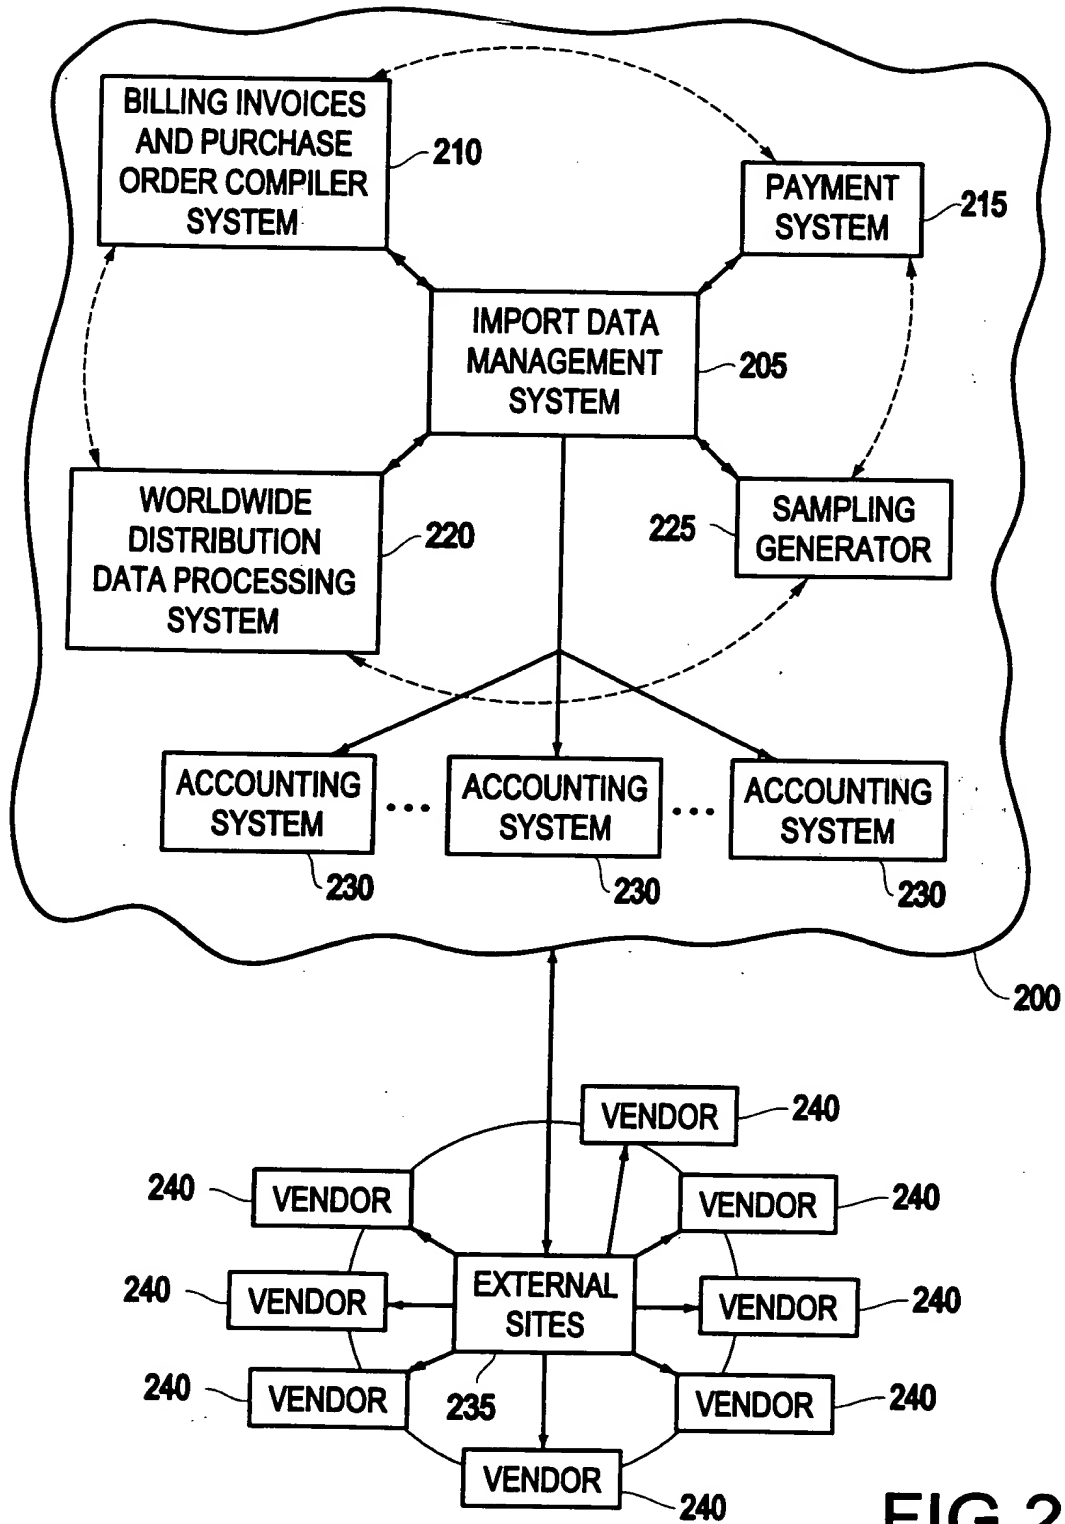 BILLING INVOICES
AND PURCHASE
ORDER COMPILER
SYSTEM
210
PAYMENT
SYSTEM
215
IMPORT DATA
MANAGEMENT
SYSTEM
205
WORLDWIDE
DISTRIBUTION
DATA PROCESSING
SYSTEM
220
225
SAMPLING
GENERATOR
ACCOUNTING
SYSTEM
230
ACCOUNTING
SYSTEM
230
ACCOUNTING
SYSTEM
230
200
VENDOR
240
240
VENDOR
VENDOR
240
240
VENDOR
EXTERNAL
SITES
235
VENDOR
240
240
VENDOR
VENDOR
240
VENDOR
240
FIG.2